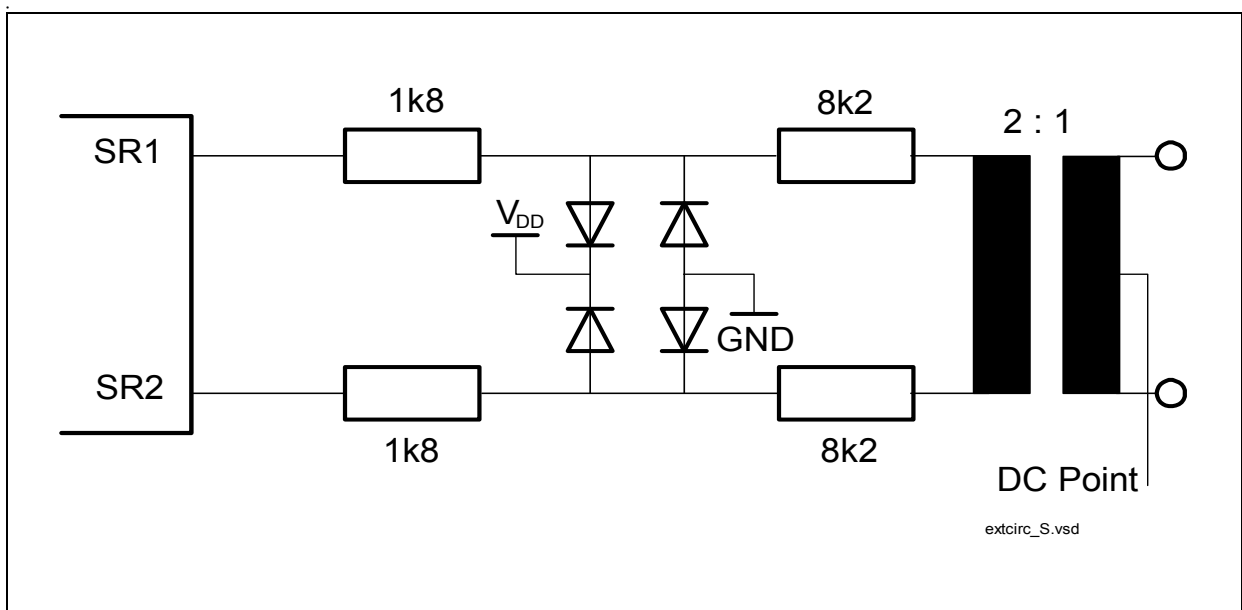 1k8
8k2
2 : 1
SR1
VDD
GND
SR2
1k8
8k2
DC Point
extcirc_S.vsd